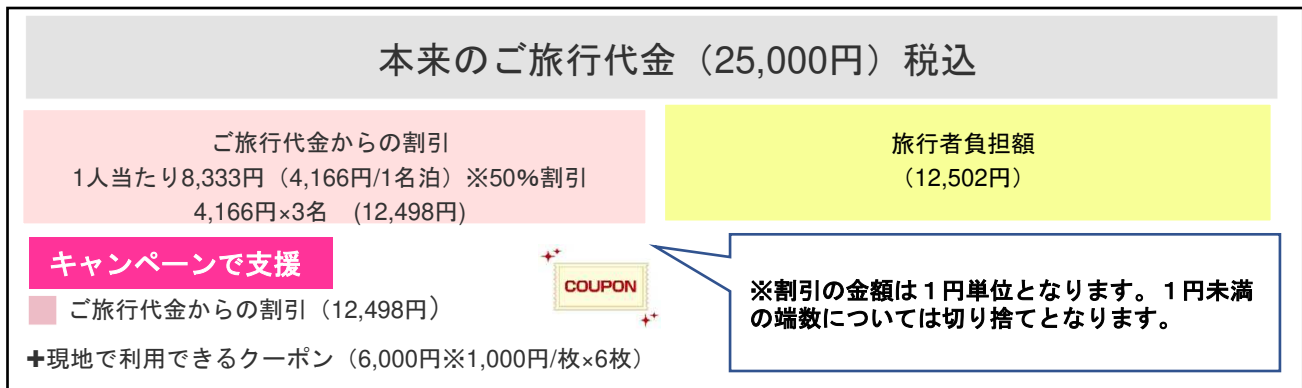 本来のご旅行代金（25,000円）税込
ご旅行代金からの割引
1人当たり8,333円（4,166円/1名泊）※50%割引
4,166円×3名　(12,498円)
旅行者負担額
（12,502円）
キャンペーンで支援
COUPON
ご旅行代金からの割引（12,498円）
✚現地で利用できるクーポン（6,000円※1,000円/枚×6枚）
※割引の金額は１円単位となります。１円未満
の端数については切り捨てとなります。